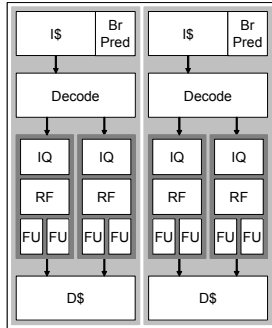 I$ Br Pred I$ Br Pred
Decode Decode
IQ IQ IQ IQ
RF RF RF RF
FU FU FU FU FU FU FU FU
D$ D$